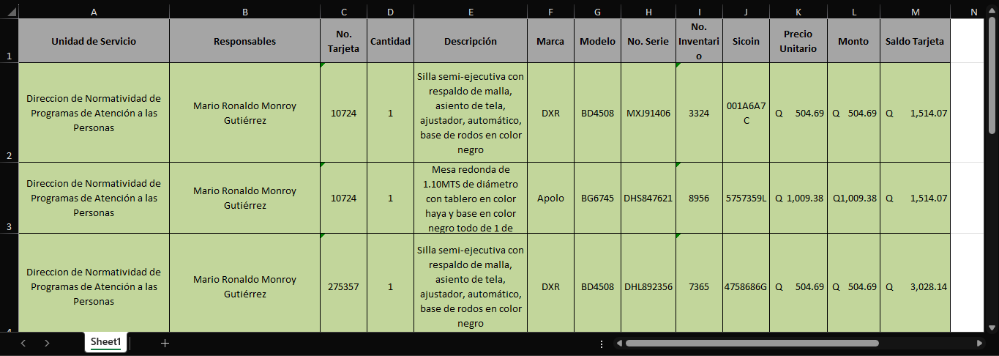 A B C D E F G H I J K L M N
1 Unidad de Servicio Responsables No. Tarjeta Cantidad Descripción Marca Modelo No. Serie No. Inventario Sicoin Precio Unitario Monto Saldo Tarjeta
2
Direccion de Normatividad de
Programas de Atención a las
Personas
Mario Ronaldo Monroy
Gutiérrez
10724
1
Silla semi-ejecutiva con
respaldo de malla,
asiento de tela,
ajustador, automático,
base de rodos en color
negro
DXR
BD4508
MXJ91406
3324
001A6A7
C
Q 504.69
Q 504.69
Q 1,514.07
3
Direccion de Normatividad de
Programas de Atención a las
Personas
Mario Ronaldo Monroy
Gutiérrez
10724
1
Mesa redonda de
1.10MTS de diámetro
con tablero en color
haya y base en color
negro todo de 1 de
Apolo
BG6745
DHS847621
8956
5757359L
Q 1,009.38
Q1,009.38
Q 1,514.07
4
Direccion de Normatividad de
Programas de Atención a las
Personas
Mario Ronaldo Monroy
Gutiérrez
275357
1
Silla semi-ejecutiva con
respaldo de malla,
asiento de tela,
ajustador, automático,
base de rodos en color
negro
DXR
BD4508
DHL892356
7365
4758686G
Q 504.69
Q 504.69
Q 3,028.14
Sheet1